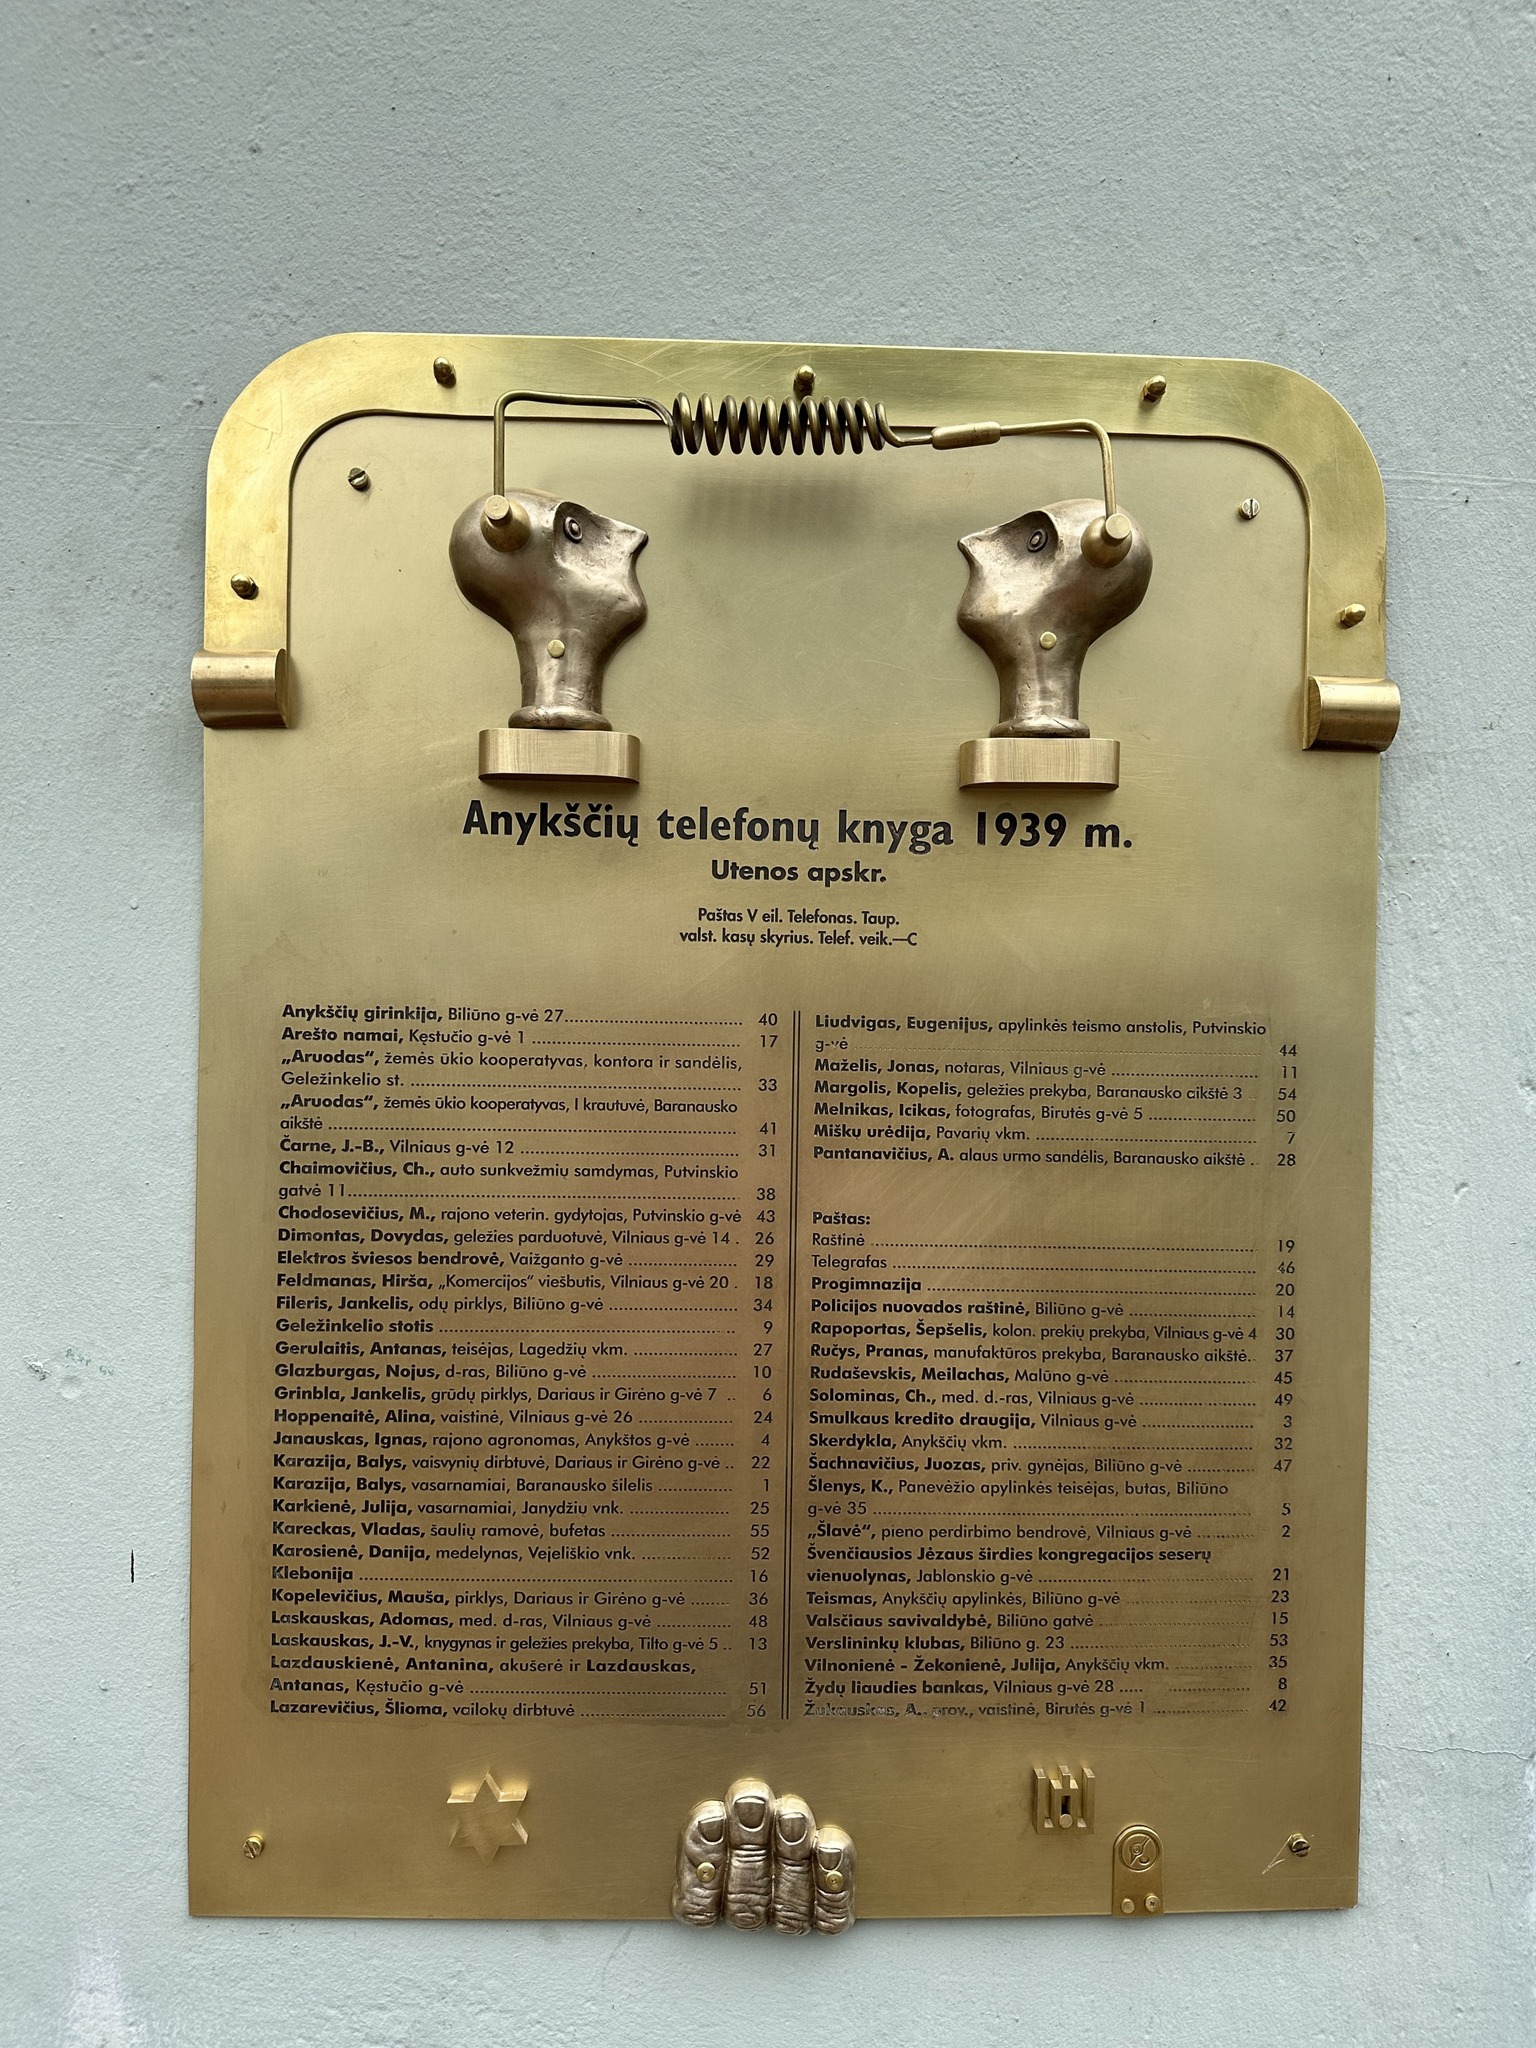 Anykščių telefonų knyga 1939 m.
Utenos apskr.
Paštas V eil. Telefonas. Taup.
valst. kasų skyrius. Telef. veik.—C
Anykščių girinkija, Biliūno g-vė 27 40
Arešto namai, Kęstučio g-vė 1 17
„Aruodas“, žemės ūkio kooperatyvas, kontora ir sandėlis,
Geležinkelio st. 33
„Aruodas“, žemės ūkio kooperatyvas, I krautuvė, Baranausko
aikštė 41
Čarne, J.-B., Vilniaus g-vė 12 31
Chaimovičius, Ch., auto sunkvežmių samdymas, Putvinskio
gatvė 11 38
Chodosevičius, M., rajono veterin. gydytojas, Putvinskio g-vė 43
Dimontas, Dovydas, geležies parduotuvė, Vilniaus g-vė 14 26
Elektros šviesos bendrovė, Vaižganto g-vė 29
Feldmanas, Hirša, „Komercijos“ viešbutis, Vilniaus g-vė 20 18
Fileris, Jankelis, odų pirklys, Biliūno g-vė 34
Geležinkelio stotis 9
Gerulaitis, Antanas, teisėjas, Lagedžių vkm. 27
Glazburgas, Nojus, d-ras, Biliūno g-vė 10
Grinbla, Jankelis, grūdų pirklys, Dariaus ir Girėno g-vė 7 6
Hoppenaitė, Alina, vaistinė, Vilniaus g-vė 26 24
Janauskas, Ignas, rajono agronomas, Anykštos g-vė 4
Karazija, Balys, vaisvynių dirbtuvė, Dariaus ir Girėno g-vė 22
Karazija, Balys, vasarnamiai, Baranausko šilelis 1
Karkienė, Julija, vasarnamiai, Janydžių vnk. 25
Kareckas, Vladas, šaulių ramovė, bufetas 55
Karosienė, Danija, medelynas, Vejeliškio vnk. 52
Klebonija 16
Kopelevičius, Mauša, pirklys, Dariaus ir Girėno g-vė 36
Laskauskas, Adomas, med. d-ras, Vilniaus g-vė 48
Laskauskas, J.-V., knygynas ir geležies prekyba, Tilto g-vė 5 13
Lazdauskienė, Antanina, akušerė ir Lazdauskas,
Antanas, Kęstučio g-vė 51
Lazarevičius, Šlioma, vailokų dirbtuvė 56
Liudvigas, Eugenijus, apylinkės teismo anstolis, Putvinskio
g-vė 44
Maželis, Jonas, notaras, Vilniaus g-vė 11
Margolis, Kopelis, geležies prekyba, Baranausko aikštė 3 54
Melnikas, Icikas, fotografas, Birutės g-vė 5 50
Miškų urėdija, Pavarių vkm. 7
Pantanavičius, A. alaus urmo sandėlis, Baranausko aikštė 28
Paštas:
Raštinė 19
Telegrafas 46
Progimnazija 20
Policijos nuovados raštinė, Biliūno g-vė 14
Rapoportas, Šepšelis, kolon. prekių prekyba, Vilniaus g-vė 4 30
Ručys, Pranas, manufaktūros prekyba, Baranausko aikštė 37
Rudaševskis, Meilachas, Malūno g-vė 45
Solominas, Ch., med. d.-ras, Vilniaus g-vė 49
Smulkaus kredito draugija, Vilniaus g-vė 3
Skerdykla, Anykščių vkm. 32
Šachnavičius, Juozas, priv. gynėjas, Biliūno g-vė 47
Šlenys, K., Panevėžio apylinkės teisėjas, butas, Biliūno
g-vė 35 5
„Šlavė“, pieno perdirbimo bendrovė, Vilniaus g-vė 2
Švenčiausios Jėzaus širdies kongregacijos seserų
vienuolynas, Jablonskio g-vė 21
Teismas, Anykščių apylinkės, Biliūno g-vė 23
Valsčiaus savivaldybė, Biliūno gatvė 15
Verslininkų klubas, Biliūno g. 23 53
Vilnonienė - Žekonienė, Julija, Anykščių vkm. 35
Žydų liaudies bankas, Vilniaus g-vė 28 8
Žukauskas, A., prov., vaistinė, Birutės g-vė 1 42